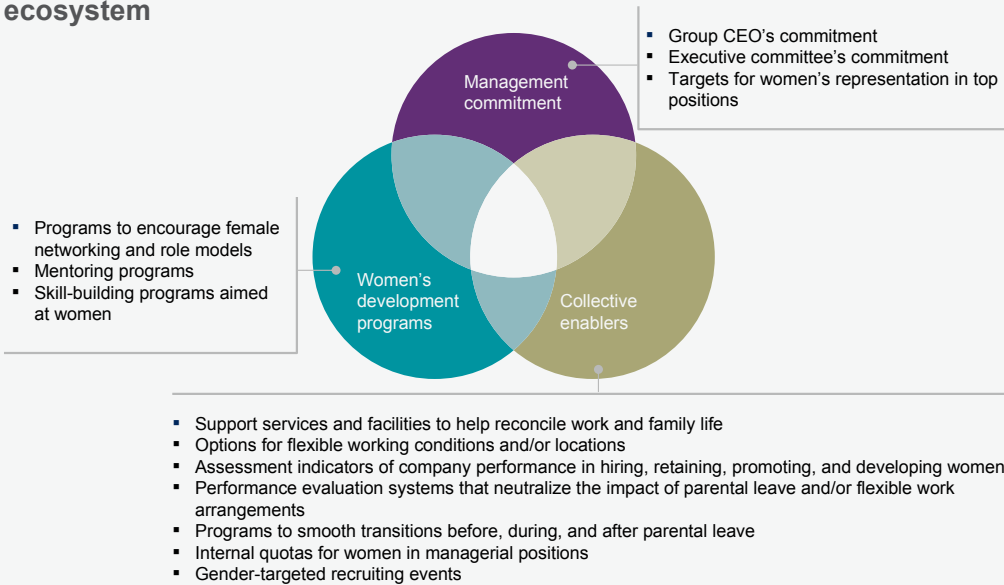 ecosystem
▪ Group CEO's commitment
▪ Executive committee's commitment
▪ Targets for women's representation in top
positions
Management
commitment
▪ Programs to encourage female
networking and role models
▪ Mentoring programs
▪ Skill-building programs aimed
at women
Women's
development
programs
Collective
enablers
▪ Support services and facilities to help reconcile work and family life
▪ Options for flexible working conditions and/or locations
▪ Assessment indicators of company performance in hiring, retaining, promoting, and developing women
▪ Performance evaluation systems that neutralize the impact of parental leave and/or flexible work
arrangements
▪ Programs to smooth transitions before, during, and after parental leave
▪ Internal quotas for women in managerial positions
▪ Gender-targeted recruiting events